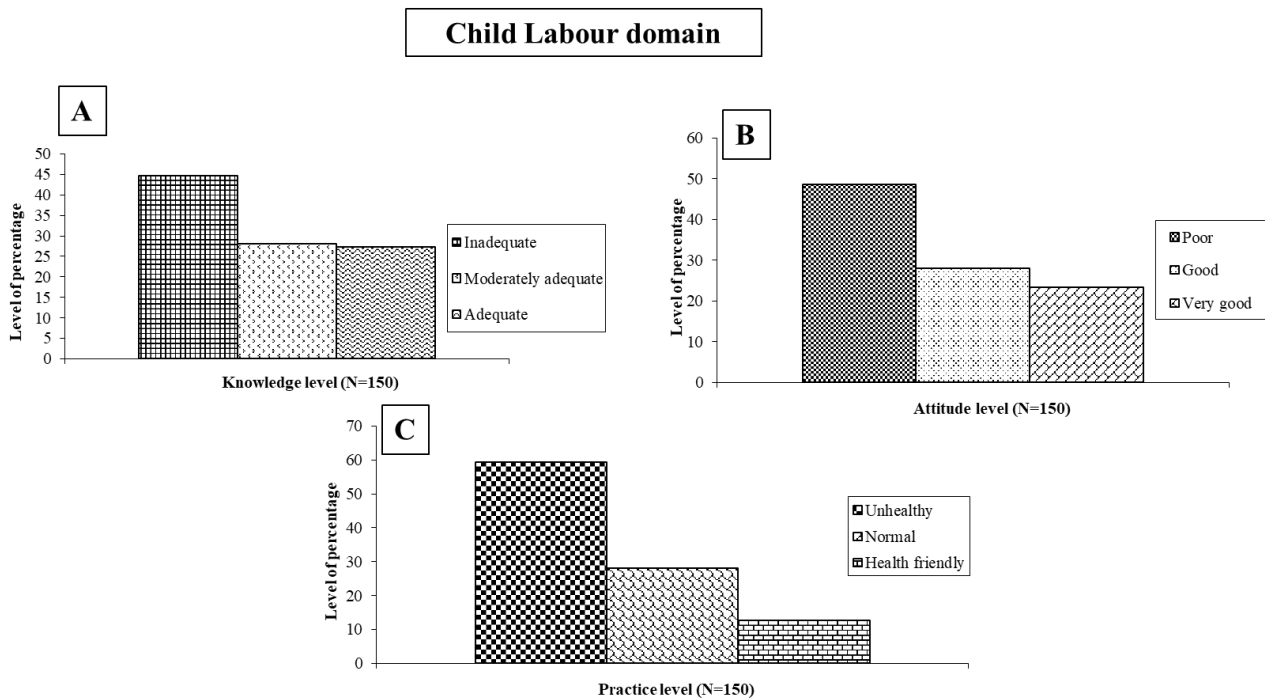 Child Labour domain
A
50
45
40
35
30
25
20
15
10
5
0
Level of percentage
Knowledge level (N=150)
Inadequate
Moderately adequate
Adequate
B
60
50
40
30
20
10
0
Level of percentage
Attitude level (N=150)
Poor
Good
Very good
C
70
60
50
40
30
20
10
0
Level of percentage
Practice level (N=150)
Unhealthy
Normal
Health friendly